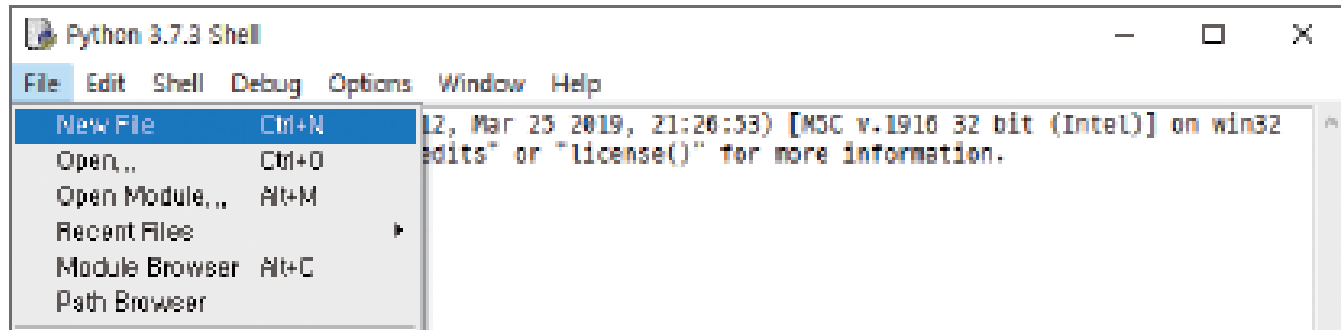 Python 3.7.3 Shell
File Edit Shell Debug Options Window Help
New File Ctrl+N
12, Mar 25 2019, 21:26:53) [MSC v.1916 32 bit (Intel)] on win32
Open... Ctrl+O
edits" or "license()" for more information.
Open Module... Alt+M
Recent Files
Module Browser Alt+C
Path Browser